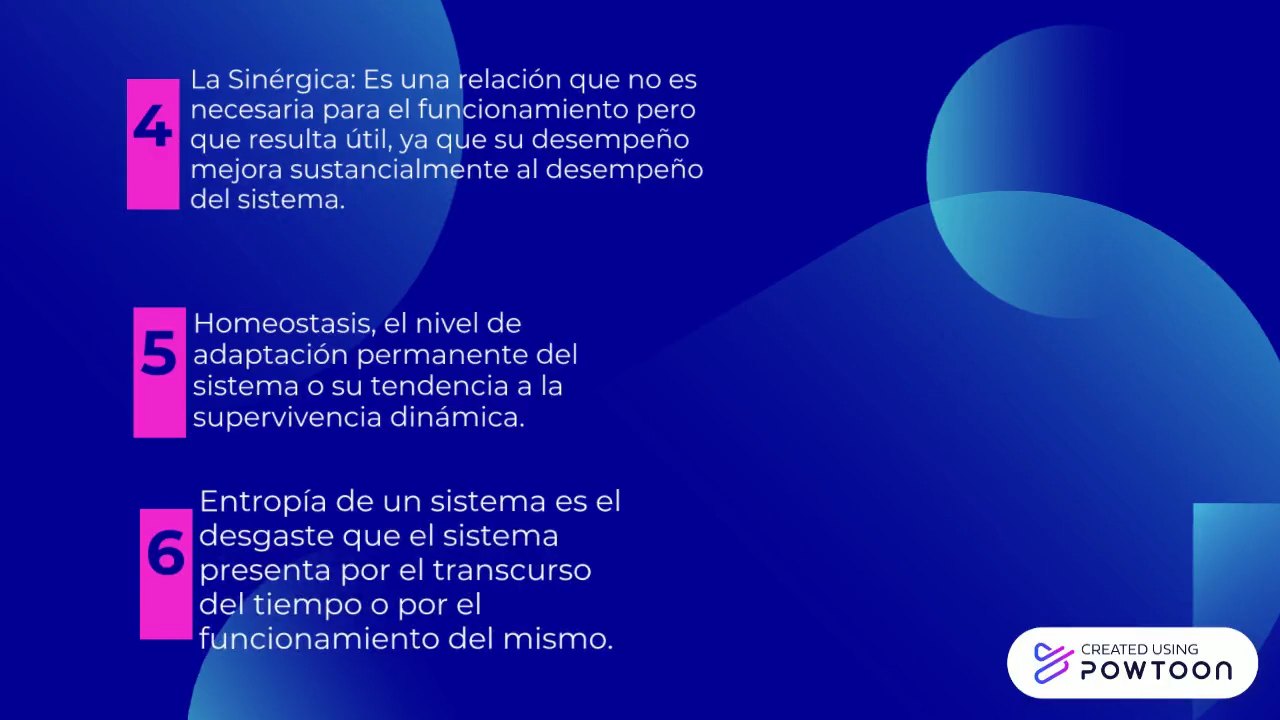 4
La Sinérgica: Es una relación que no es
necesaria para el funcionamiento pero
que resulta útil, ya que su desempeño
mejora sustancialmente al desempeño
del sistema.
5
Homeostasis, el nivel de
adaptación permanente del
sistema o su tendencia a la
supervivencia dinámica.
6
Entropía de un sistema es el
desgaste que el sistema
presenta por el transcurso
del tiempo o por el
funcionamiento del mismo.
CREATED USING
POWTOON